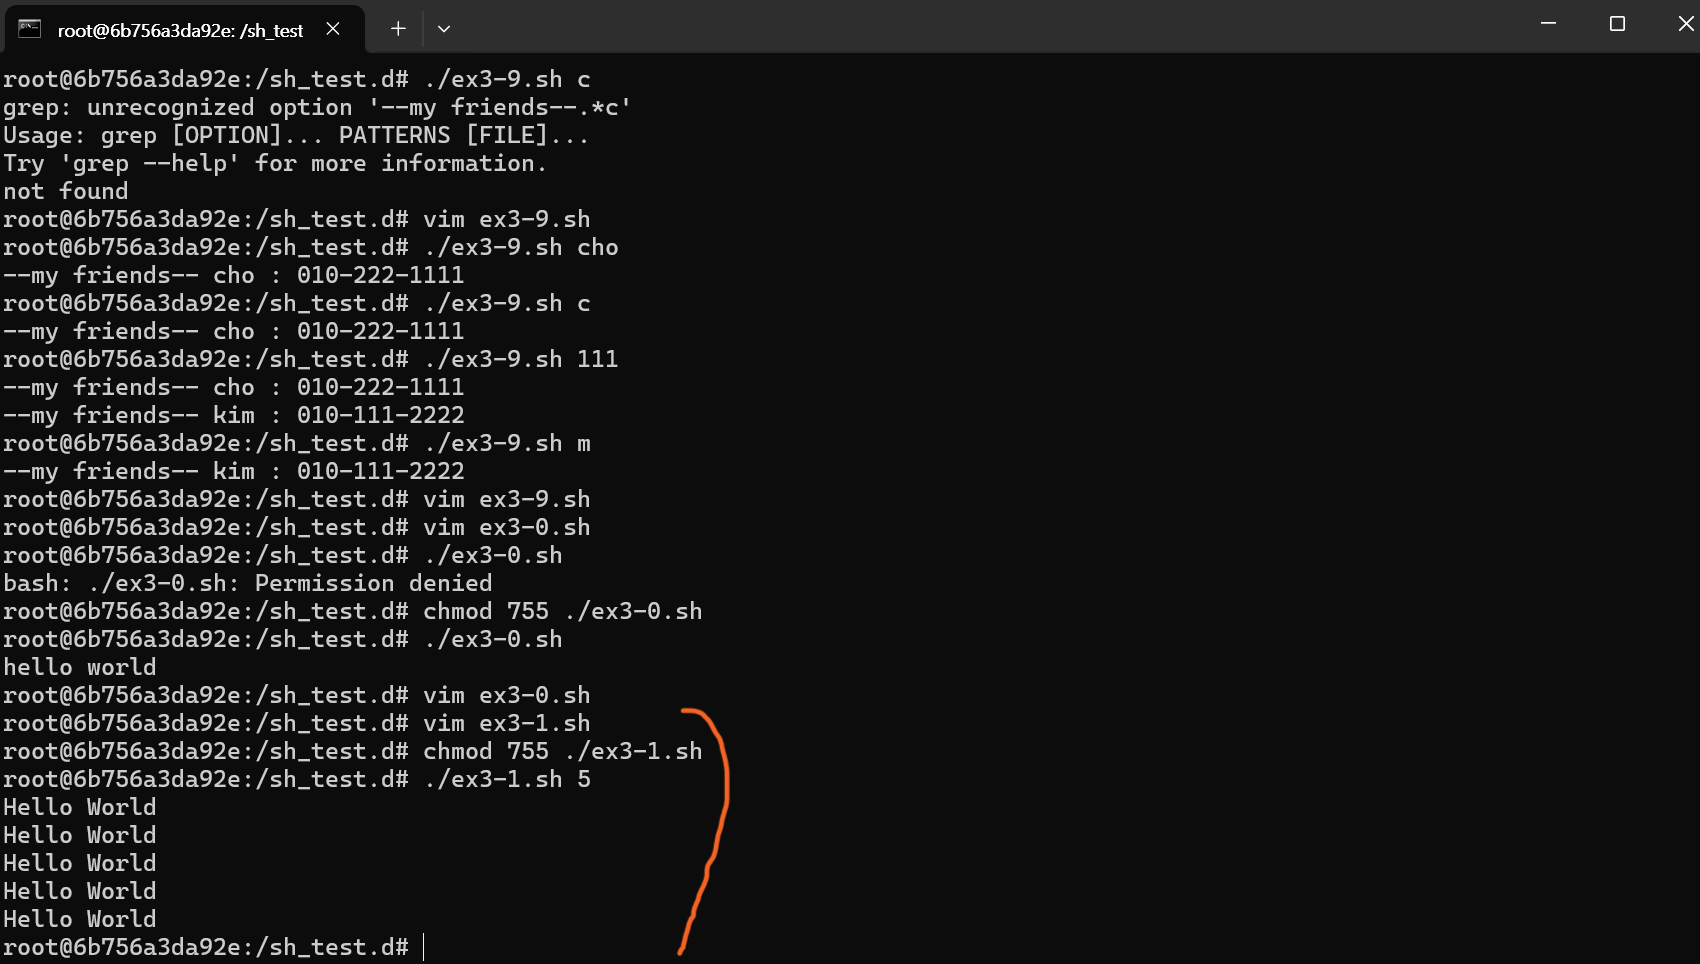 root@6b756a3da92e: /sh_test
root@6b756a3da92e:/sh_test.d# ./ex3-9.sh c
grep: unrecognized option '--my friends--.*c'
Usage: grep [OPTION]... PATTERNS [FILE]...
Try 'grep --help' for more information.
not found
root@6b756a3da92e:/sh_test.d# vim ex3-9.sh
root@6b756a3da92e:/sh_test.d# ./ex3-9.sh cho
--my friends-- cho : 010-222-1111
root@6b756a3da92e:/sh_test.d# ./ex3-9.sh c
--my friends-- cho : 010-222-1111
root@6b756a3da92e:/sh_test.d# ./ex3-9.sh 111
--my friends-- cho : 010-222-1111
--my friends-- kim : 010-111-2222
root@6b756a3da92e:/sh_test.d# ./ex3-9.sh m
--my friends-- kim : 010-111-2222
root@6b756a3da92e:/sh_test.d# vim ex3-9.sh
root@6b756a3da92e:/sh_test.d# vim ex3-0.sh
root@6b756a3da92e:/sh_test.d# ./ex3-0.sh
bash: ./ex3-0.sh: Permission denied
root@6b756a3da92e:/sh_test.d# chmod 755 ./ex3-0.sh
root@6b756a3da92e:/sh_test.d# ./ex3-0.sh
hello world
root@6b756a3da92e:/sh_test.d# vim ex3-0.sh
root@6b756a3da92e:/sh_test.d# vim ex3-1.sh
root@6b756a3da92e:/sh_test.d# chmod 755 ./ex3-1.sh
root@6b756a3da92e:/sh_test.d# ./ex3-1.sh 5
Hello World
Hello World
Hello World
Hello World
Hello World
root@6b756a3da92e:/sh_test.d#